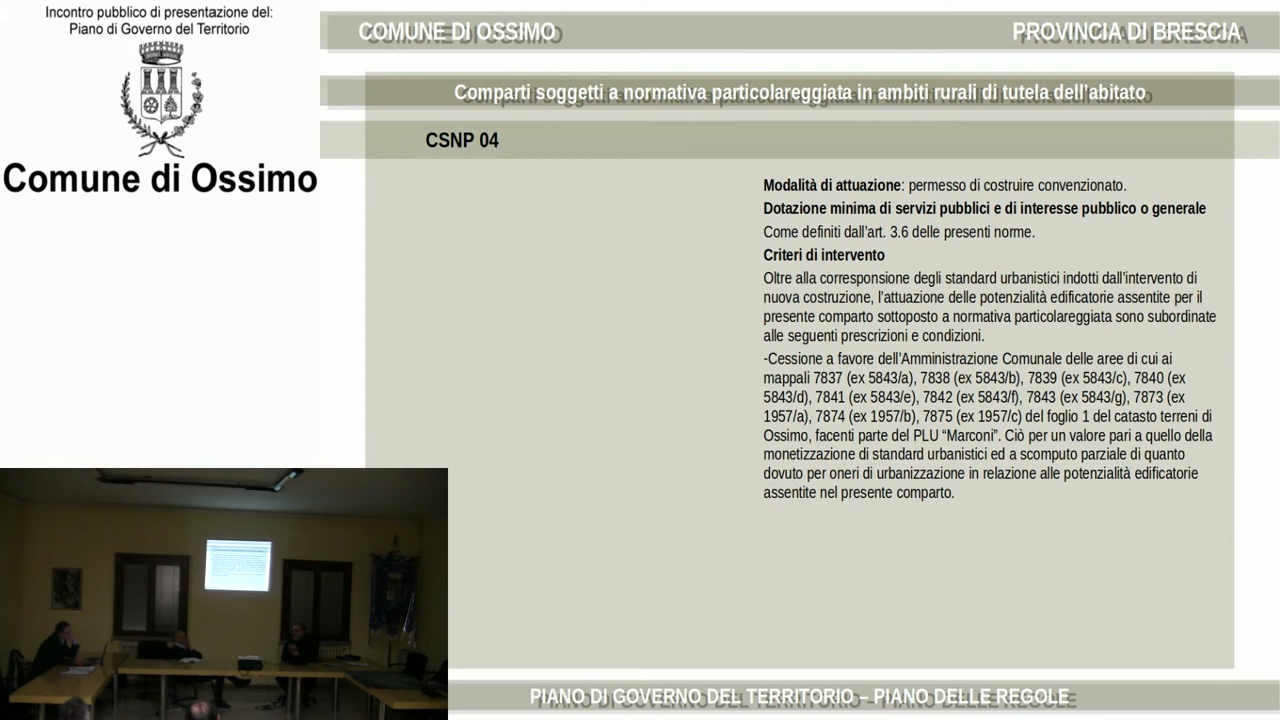 Incontro pubblico di presentazione del:
Piano di Governo del Territorio
Comune di Ossimo
COMUNE DI OSSIMO
PROVINCIA DI BRESCIA
Comparti soggetti a normativa particolareggiata in ambiti rurali di tutela dell'abitato
CSNP 04
Modalità di attuazione: permesso di costruire convenzionato.
Dotazione minima di servizi pubblici e di interesse pubblico o generale
Come definiti dall'art. 3.6 delle presenti norme.
Criteri di intervento
Oltre alla corresponsione degli standard urbanistici indotti dall'intervento di
nuova costruzione, l'attuazione delle potenzialità edificatorie assentite per il
presente comparto sottoposto a normativa particolareggiata sono subordinate
alle seguenti prescrizioni e condizioni.
-Cessione a favore dell'Amministrazione Comunale delle aree di cui ai
mappali 7837 (ex 5843/a), 7838 (ex 5843/b), 7839 (ex 5843/c), 7840 (ex
5843/d), 7841 (ex 5843/e), 7842 (ex 5843/f), 7843 (ex 5843/g), 7873 (ex
1957/a), 7874 (ex 1957/b), 7875 (ex 1957/c) del foglio 1 del catasto terreni di
Ossimo, facenti parte del PLU “Marconi”. Ciò per un valore pari a quello della
monetizzazione di standard urbanistici ed a scomputo parziale di quanto
dovuto per oneri di urbanizzazione in relazione alle potenzialità edificatorie
assentite nel presente comparto.
PIANO DI GOVERNO DEL TERRITORIO – PIANO DELLE REGOLE